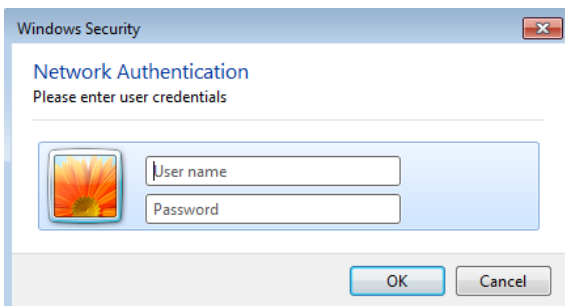 Windows Security
Network Authentication
Please enter user credentials
User name
Password
OK
Cancel